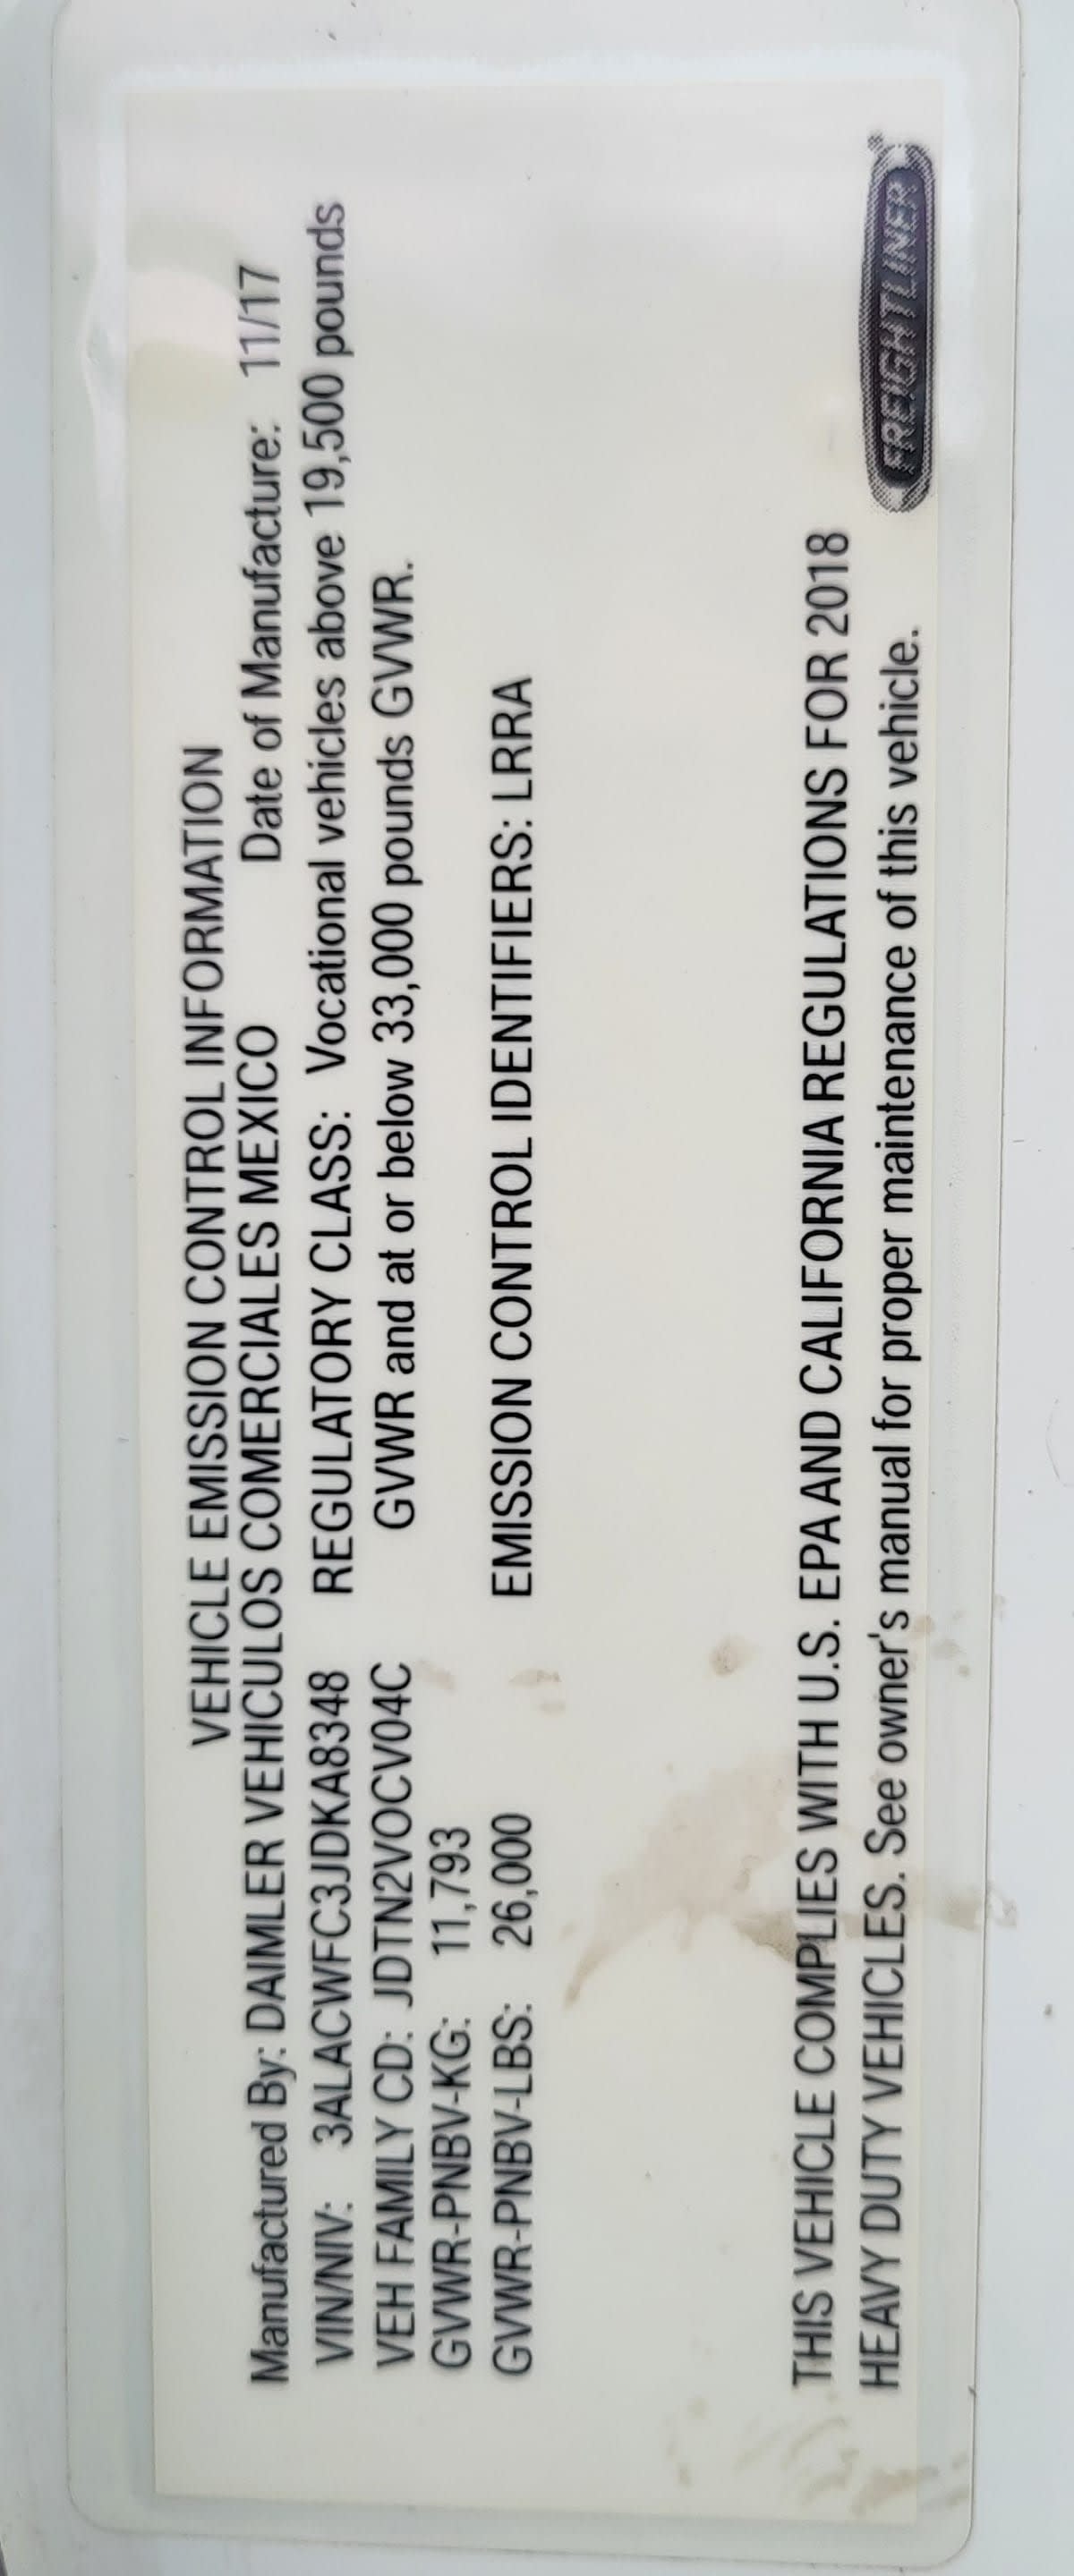 VEHICLE EMISSION CONTROL INFORMATION
Manufactured By: DAIMLER VEHICULOS COMERCIALES MEXICO Date of Manufacture: 11/17
VIN/NIV: 3ALACWFC3JDKA8348 REGULATORY CLASS: Vocational vehicles above 19,500 pounds
VEH FAMILY CD: JDTN2VOCV04C GVWR and at or below 33,000 pounds GVWR.
GVWR-PNBV-KG: 11,793
GVWR-PNBV-LBS: 26,000 EMISSION CONTROL IDENTIFIERS: LRRA
THIS VEHICLE COMPLIES WITH U.S. EPA AND CALIFORNIA REGULATIONS FOR 2018
HEAVY DUTY VEHICLES. See owner's manual for proper maintenance of this vehicle.
FREIGHTLINER®